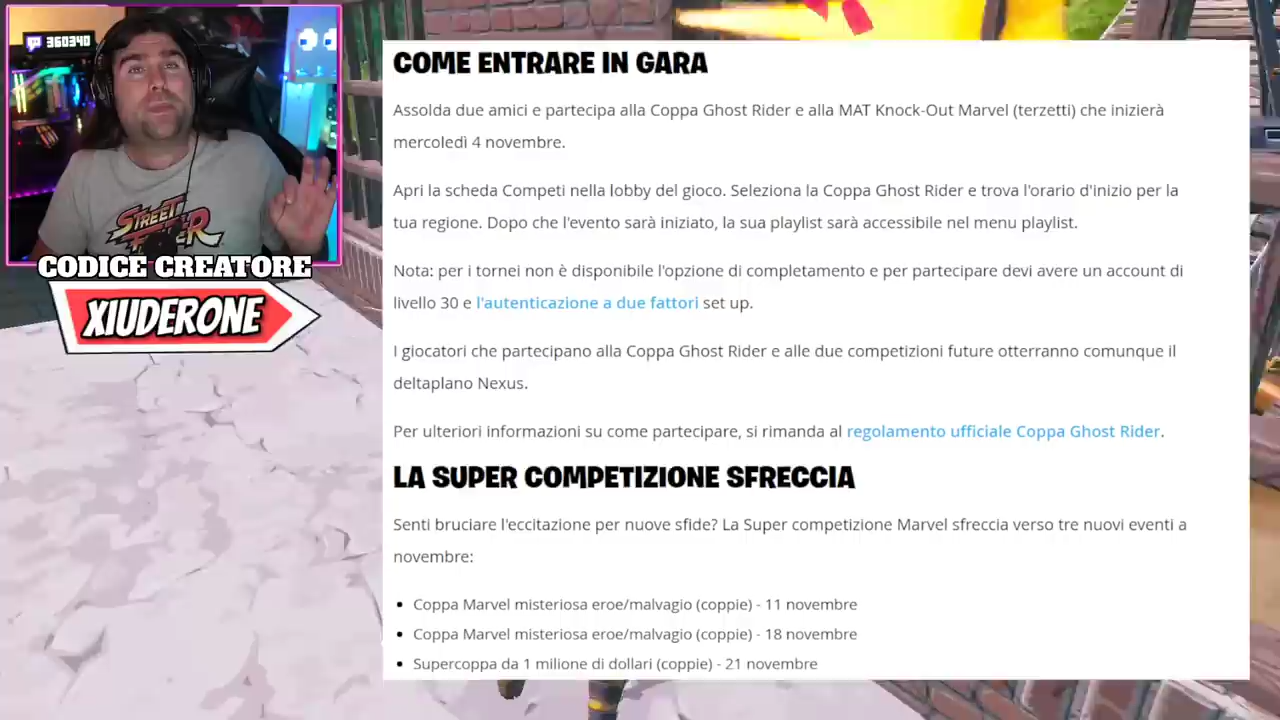 360340
STREET
FIGHTER
CODICE CREATORE
XIUDERONE
COME ENTRARE IN GARA
Assolda due amici e partecipa alla Coppa Ghost Rider e alla MAT Knock-Out Marvel (terzetti) che inizierà
mercoledì 4 novembre.
Apri la scheda Competi nella lobby del gioco. Seleziona la Coppa Ghost Rider e trova l'orario d'inizio per la
tua regione. Dopo che l'evento sarà iniziato, la sua playlist sarà accessibile nel menu playlist.
Nota: per i tornei non è disponibile l'opzione di completamento e per partecipare devi avere un account di
livello 30 e l'autenticazione a due fattori set up.
I giocatori che partecipano alla Coppa Ghost Rider e alle due competizioni future otterranno comunque il
deltaplano Nexus.
Per ulteriori informazioni su come partecipare, si rimanda al regolamento ufficiale Coppa Ghost Rider.
LA SUPER COMPETIZIONE SFRECCIA
Senti bruciare l'eccitazione per nuove sfide? La Super competizione Marvel sfreccia verso tre nuovi eventi a
novembre:
• Coppa Marvel misteriosa eroe/malvagio (coppie) - 11 novembre
• Coppa Marvel misteriosa eroe/malvagio (coppie) - 18 novembre
• Supercoppa da 1 milione di dollari (coppie) - 21 novembre